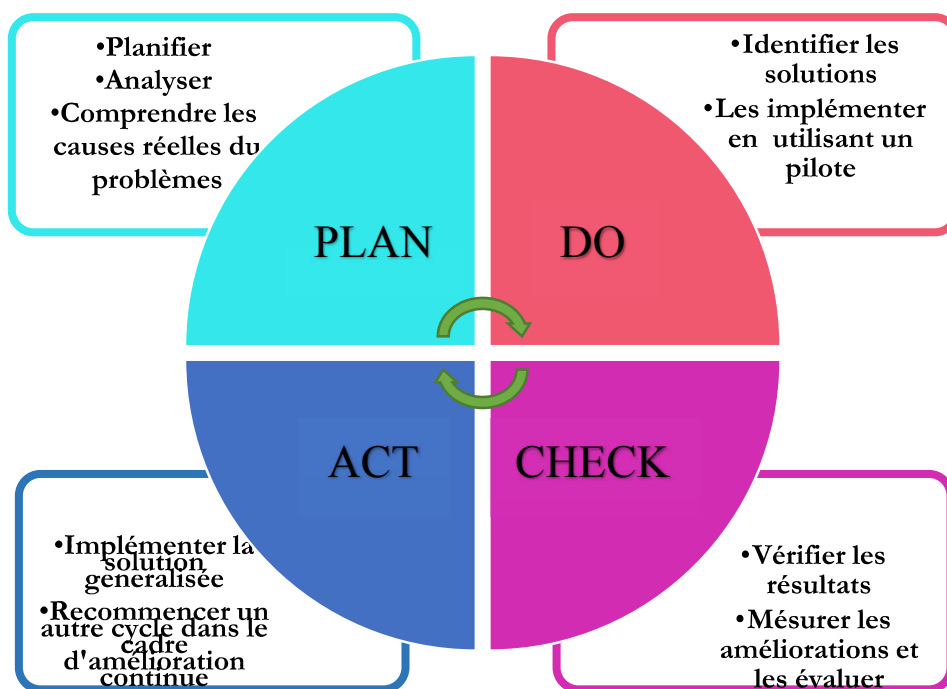 •Planifier
•Analyser
•Comprendre les
causes réelles du
problèmes
•Identifier les
solutions
•Les implémenter
en utilisant un
pilote
PLAN
DO
ACT
CHECK
•Implémenter la
solution
generalisée
•Recommencer un
autre cycle dans le
cadre
d'amélioration
continue
•Vérifier les
résultats
•Mésurer les
améliorations et
les évaluer